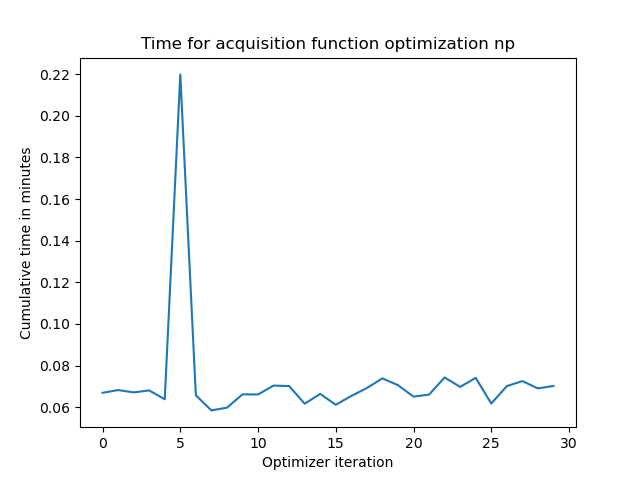 Time for acquisition function optimization np
Cumulative time in minutes
0.22
0.20
0.18
0.16
0.14
0.12
0.10
0.08
0.06
0 5 10 15 20 25 30
Optimizer iteration